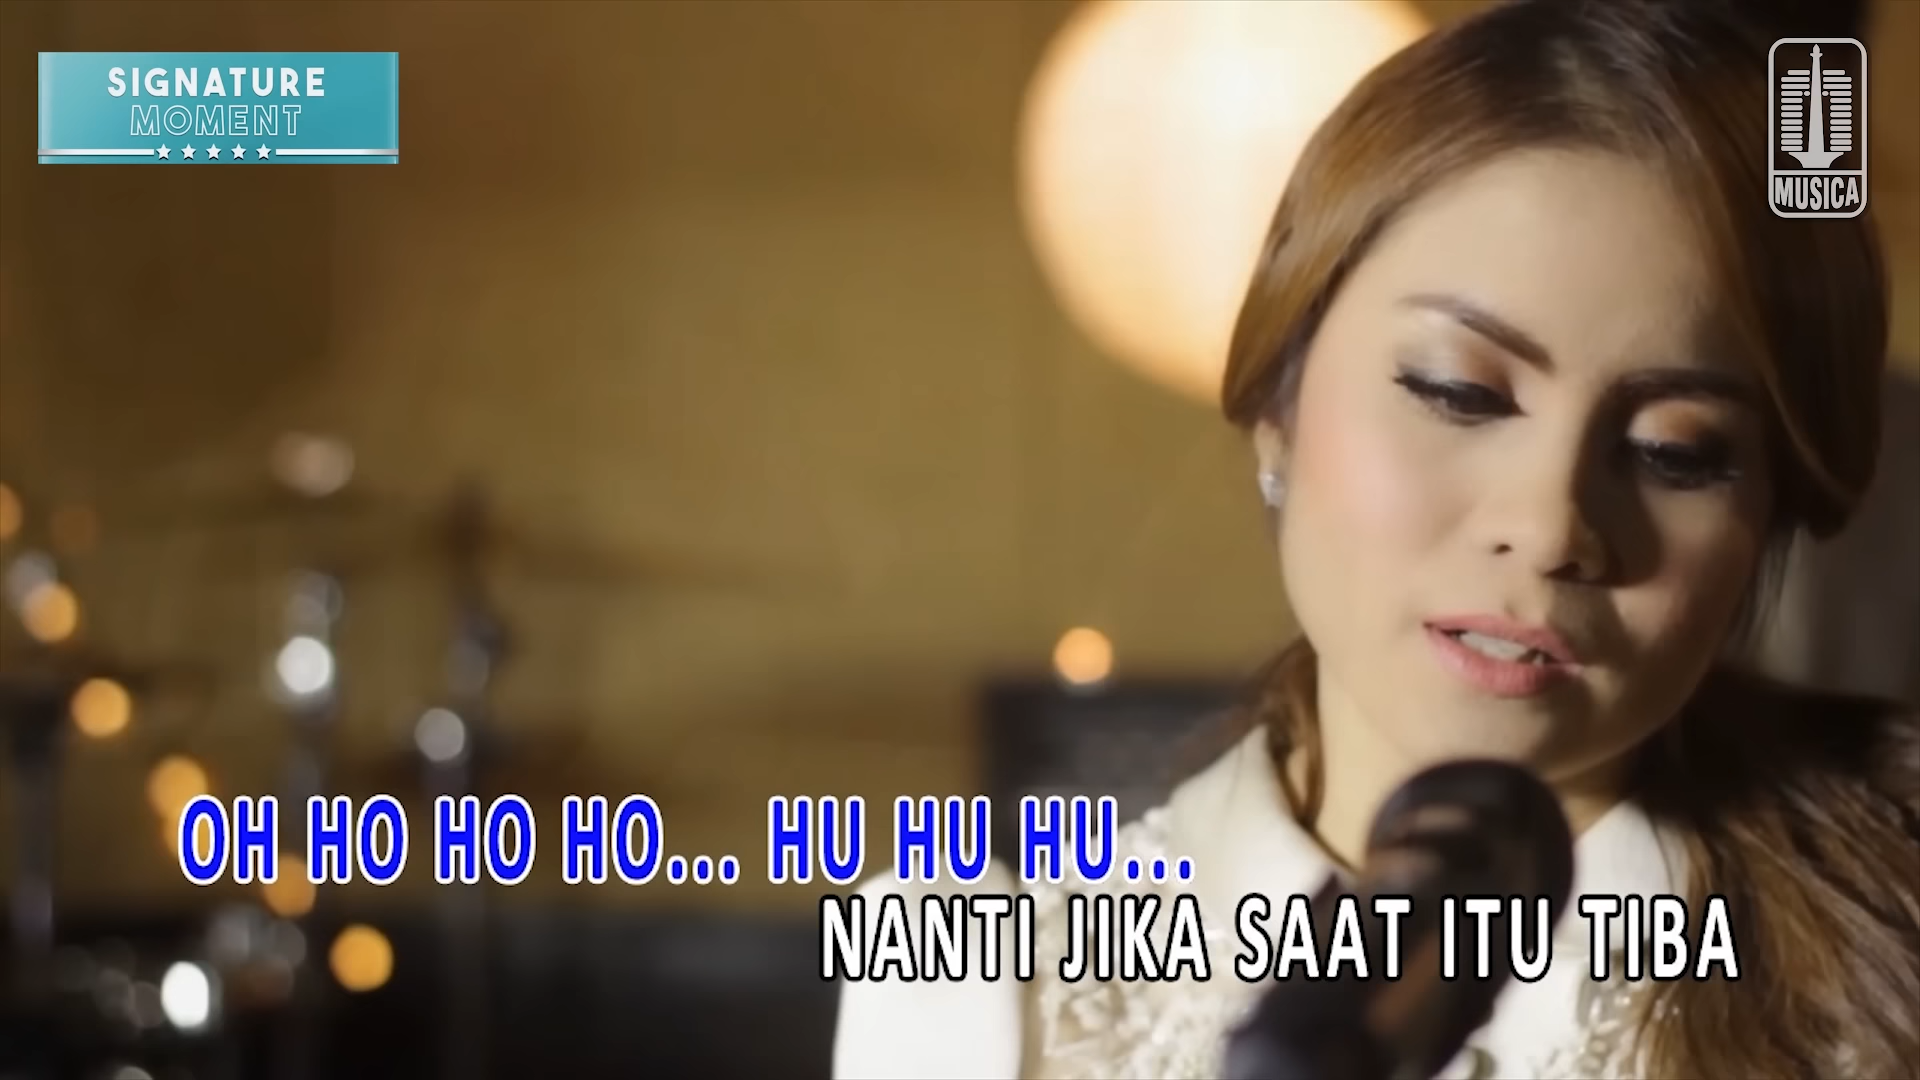 SIGNATURE
MOMENT
MUSICA
OH HO HO HO... HU HU HU...
NANTI JIKA SAAT ITU TIBA